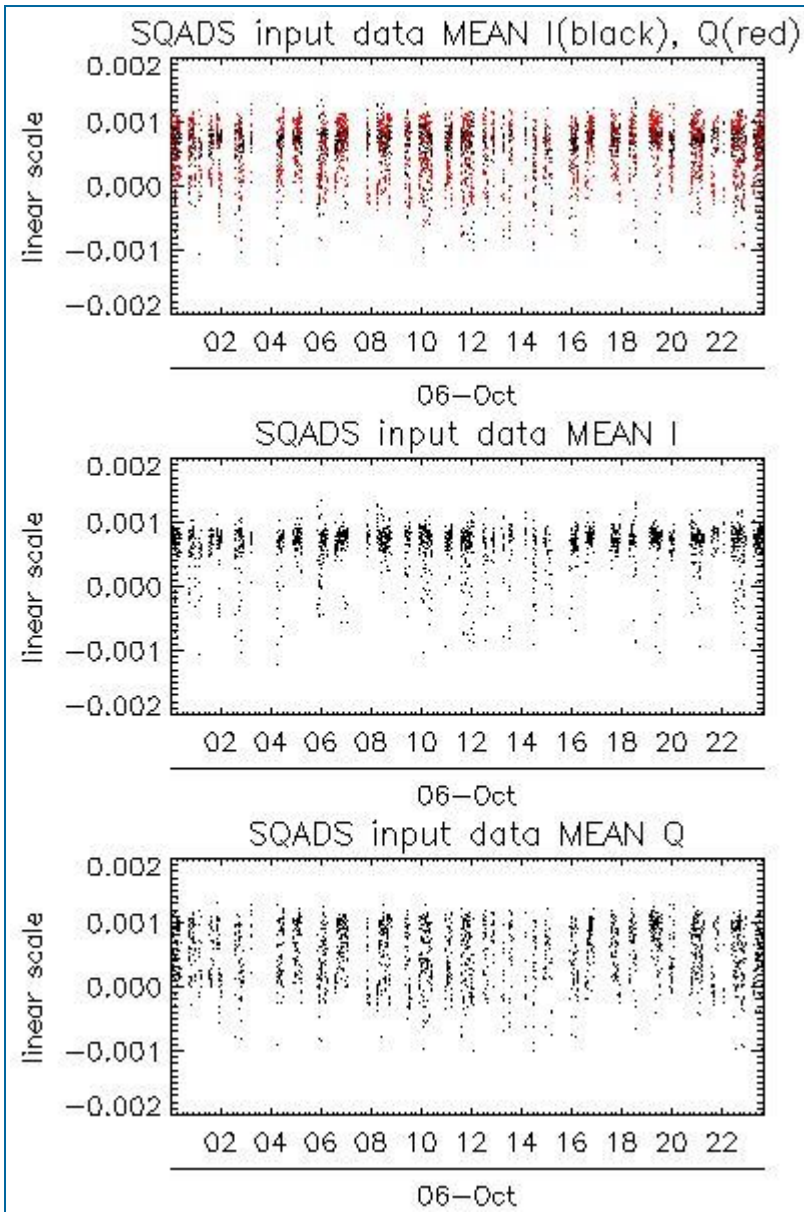 SQADS input data MEAN I(black), Q(red)
0.002
0.001
0.000
−0.001
−0.002
linear scale
02 04 06 08 10 12 14 16 18 20 22
06−Oct
SQADS input data MEAN I
0.002
0.001
0.000
−0.001
−0.002
linear scale
02 04 06 08 10 12 14 16 18 20 22
06−Oct
SQADS input data MEAN Q
0.002
0.001
0.000
−0.001
−0.002
linear scale
02 04 06 08 10 12 14 16 18 20 22
06−Oct